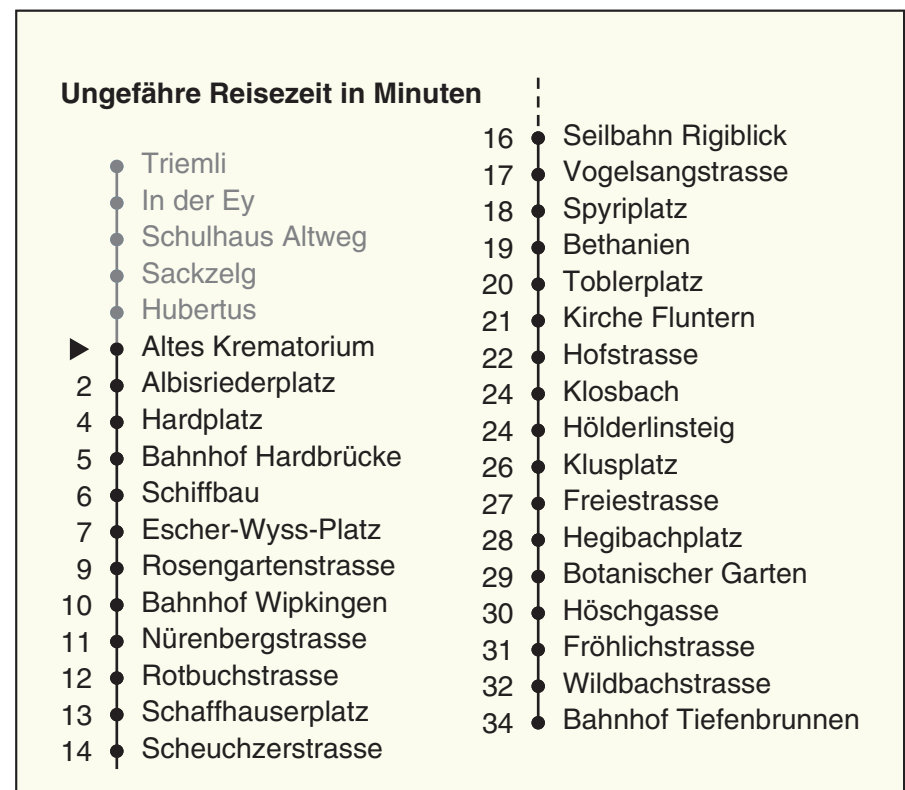 Ungefähre Reisezeit in Minuten
Triemli
In der Ey
Schulhaus Altweg
Sackzelg
Hubertus
Altes Krematorium
2 Albisriederplatz
4 Hardplatz
5 Bahnhof Hardbrücke
6 Schiffbau
7 Escher-Wyss-Platz
9 Rosengartenstrasse
10 Bahnhof Wipkingen
11 Nürenbergstrasse
12 Rotbuchstrasse
13 Schaffhauserplatz
14 Scheuchzerstrasse
16 Seilbahn Rigiblick
17 Vogelsangstrasse
18 Spyriplatz
19 Bethanien
20 Toblerplatz
21 Kirche Fluntern
22 Hofstrasse
24 Klosbach
24 Hölderlinsteig
26 Klusplatz
27 Freiestrasse
28 Hegibachplatz
29 Botanischer Garten
30 Höschgasse
31 Fröhlichstrasse
32 Wildbachstrasse
34 Bahnhof Tiefenbrunnen